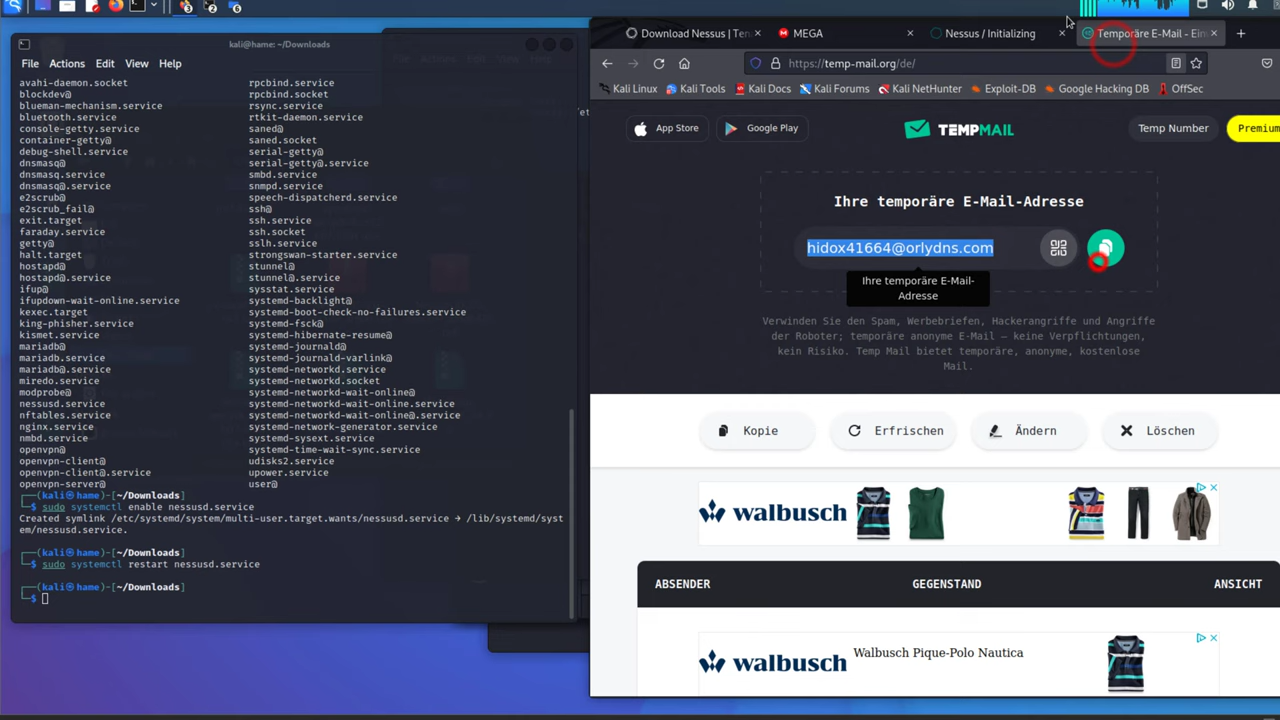 3
2
6
kali@hame: ~/Downloads
File Actions Edit View Help
avahi-daemon.socket rpcbind.service
blockdev@ rpcbind.socket
blueman-mechanism.service rsync.service
bluetooth.service rtkit-daemon.service
console-getty.service saned@
container-getty@ saned.socket
debug-shell.service serial-getty@
dnsmasq@ serial-getty@.service
dnsmasq.service smbd.service
dnsmasq@.service snmpd.service
e2scrub@ speech-dispatcherd.service
e2scrub_fail@ ssh@
exit.target ssh.service
faraday.service ssh.socket
getty@ sslh.service
halt.target strongswan-starter.service
hostapd@ stunnel@
hostapd@.service stunnel@.service
ifup@ sysstat.service
ifupdown-wait-online.service systemd-backlight@
kexec.target systemd-boot-check-no-failures.service
king-phisher.service systemd-fsck@
kismet.service systemd-hibernate-resume@
mariadb@ systemd-journald@
mariadb.service systemd-journald-varlink@
mariadb@.service systemd-networkd.service
miredo.service systemd-networkd.socket
modprobe@ systemd-networkd-wait-online@
nessusd.service systemd-networkd-wait-online.service
nftables.service systemd-networkd-wait-online@.service
nginx.service systemd-network-generator.service
nmbd.service systemd-sysext.service
openvpn@ systemd-time-wait-sync.service
openvpn-client@ udisks2.service
openvpn-client@.service upower.service
openvpn-server@ user@
┌──(kali㉿hame)-[~/Downloads]
└─$ sudo systemctl enable nessusd.service
Created symlink /etc/systemd/system/multi-user.target.wants/nessusd.service → /lib/systemd/syst
em/nessusd.service.
┌──(kali㉿hame)-[~/Downloads]
└─$ sudo systemctl restart nessusd.service
┌──(kali㉿hame)-[~/Downloads]
└─$
Download Nessus | Ten
MEGA
Nessus / Initializing
Temporäre E-Mail - Ein
https://temp-mail.org/de/
Kali Linux Kali Tools Kali Docs Kali Forums Kali NetHunter Exploit-DB Google Hacking DB OffSec
App Store
Google Play
TEMPMAIL
Temp Number
Premium
Ihre temporäre E-Mail-Adresse
hidox41664@orlydns.com
Ihre temporäre E-Mail-
Adresse
Verwinden Sie den Spam, Werbebriefen, Hackerangriffe und Angriffe
der Roboter; temporäre anonyme E-Mail – keine Verpflichtungen,
kein Risiko. Temp Mail bietet temporäre, anonyme, kostenlose
Mail.
Kopie
Erfrischen
Ändern
Löschen
walbusch
ABSENDER GEGENSTAND ANSICHT
walbusch
Walbusch Pique-Polo Nautica